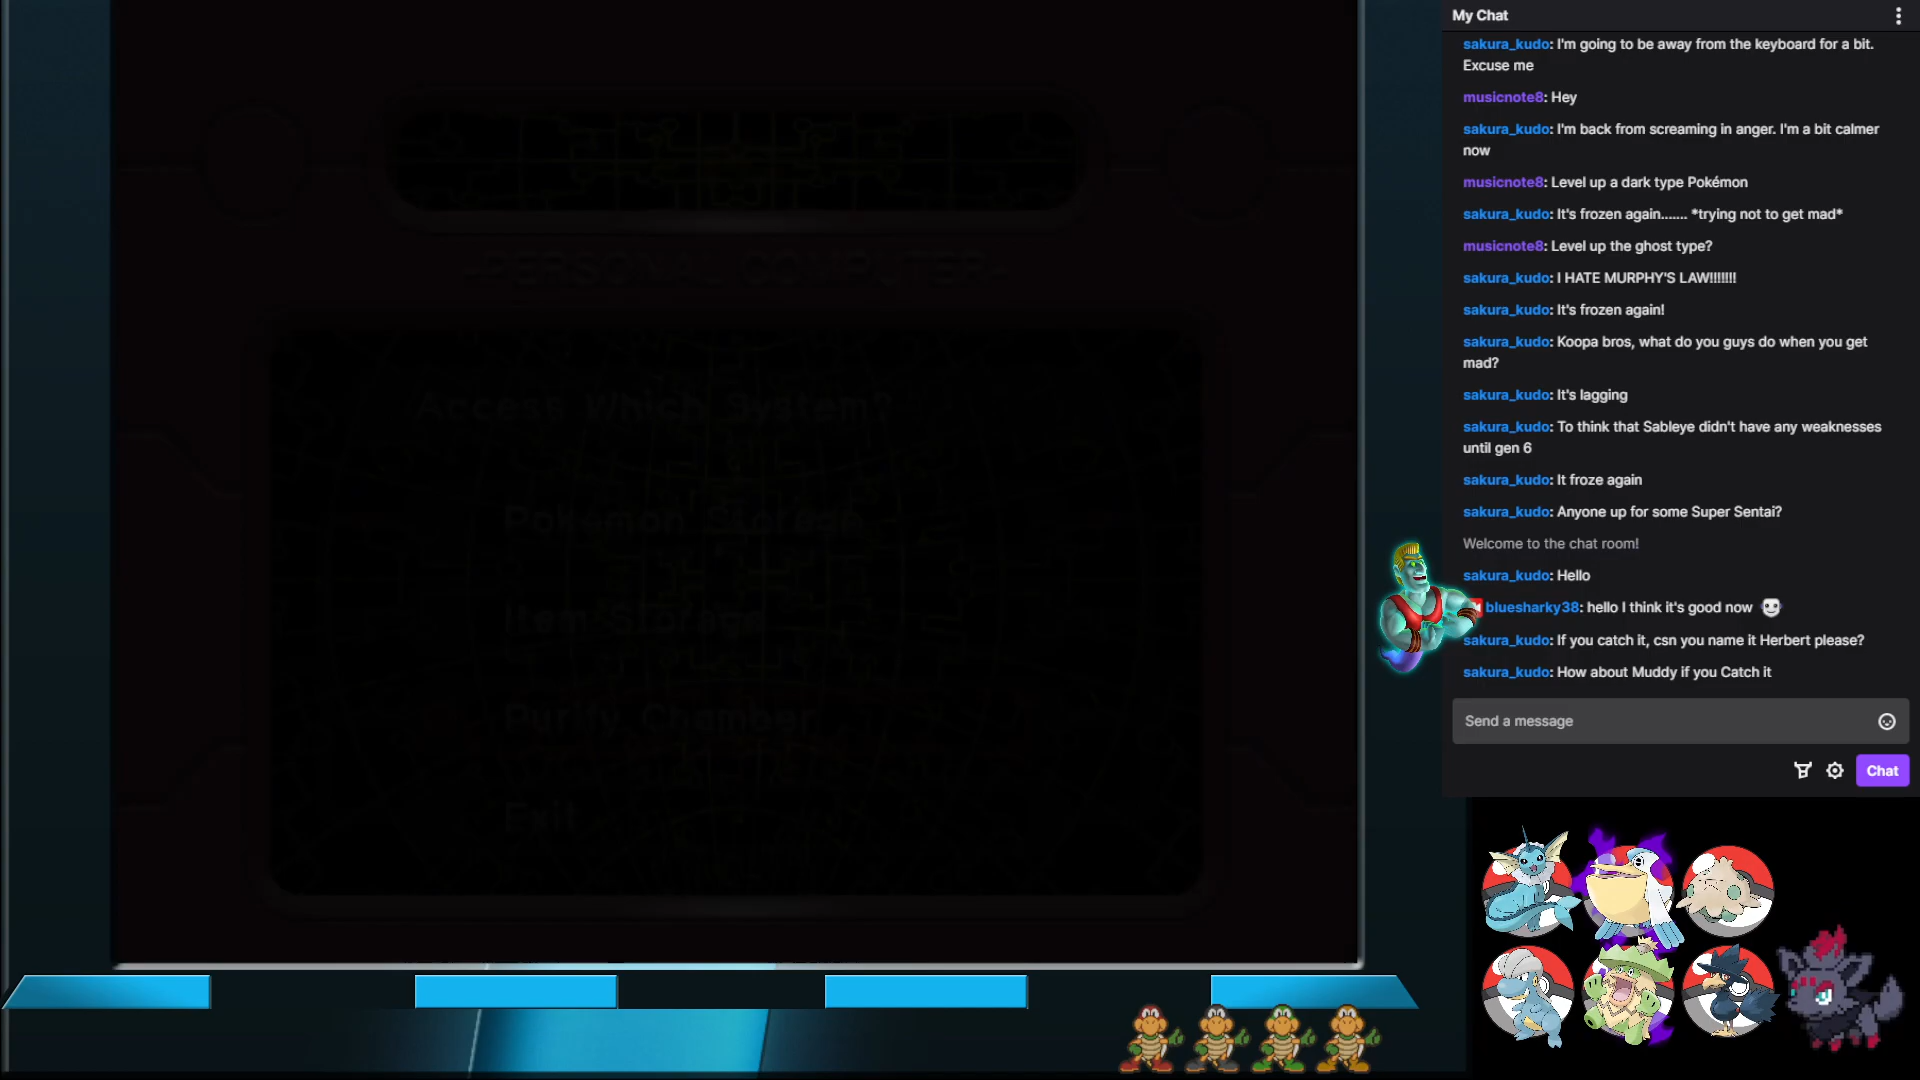 -PERSONAL COMPUTER-
Access Which System?
Pokémon Storage
Item Storage
Purify Chamber
Exit
My Chat
sakura_kudo: I'm going to be away from the keyboard for a bit.
Excuse me
musicnote8: Hey
sakura_kudo: I'm back from screaming in anger. I'm a bit calmer
now
musicnote8: Level up a dark type Pokémon
sakura_kudo: It's frozen again....... *trying not to get mad*
musicnote8: Level up the ghost type?
sakura_kudo: I HATE MURPHY'S LAW!!!!!!!
sakura_kudo: It's frozen again!
sakura_kudo: Koopa bros, what do you guys do when you get
mad?
sakura_kudo: It's lagging
sakura_kudo: To think that Sableye didn't have any weaknesses
until gen 6
sakura_kudo: It froze again
sakura_kudo: Anyone up for some Super Sentai?
Welcome to the chat room!
sakura_kudo: Hello
bluesharky38: hello I think it's good now
sakura_kudo: If you catch it, csn you name it Herbert please?
sakura_kudo: How about Muddy if you Catch it
Send a message
Chat